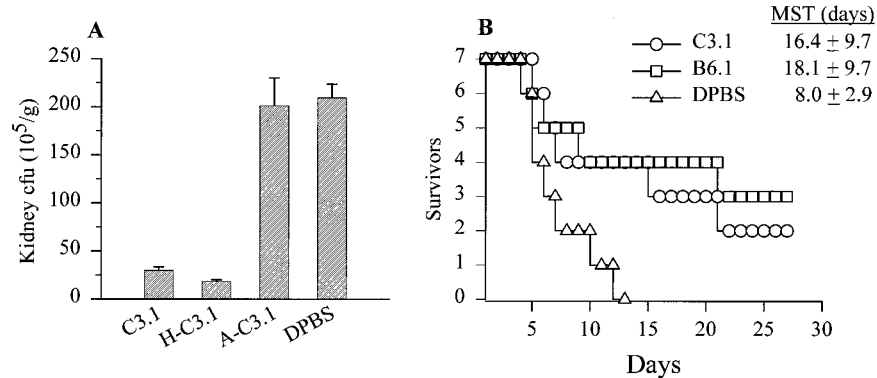 A
Kidney cfu (10⁵/g)
250
200
150
100
50
0
C3.1
H-C3.1
A-C3.1
DPBS
B
MST (days)
C3.1 16.4 ± 9.7
B6.1 18.1 ± 9.7
DPBS 8.0 ± 2.9
Survivors
7
6
5
4
3
2
1
0
5 10 15 20 25 30
Days